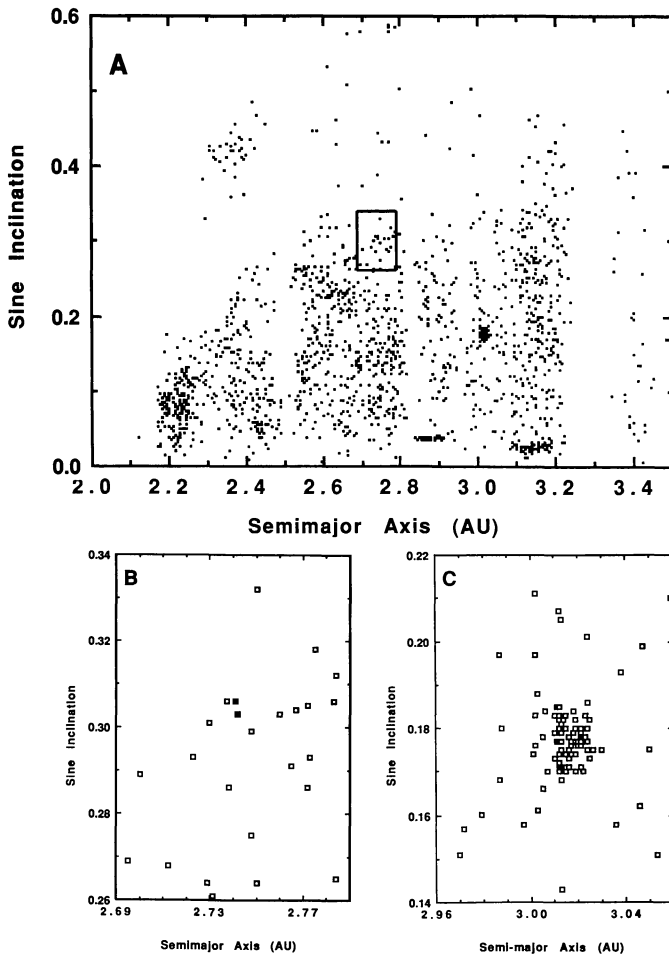 0.6
A
0.4
0.2
0.0
Sine Inclination
2.0 2.2 2.4 2.6 2.8 3.0 3.2 3.4
Semimajor Axis (AU)
0.34
B
0.32
0.30
0.28
0.26
Sine Inclination
2.69 2.73 2.77
Semimajor Axis (AU)
0.22
C
0.20
0.18
0.16
0.14
Sine Inclination
2.96 3.00 3.04
Semi-major Axis (AU)